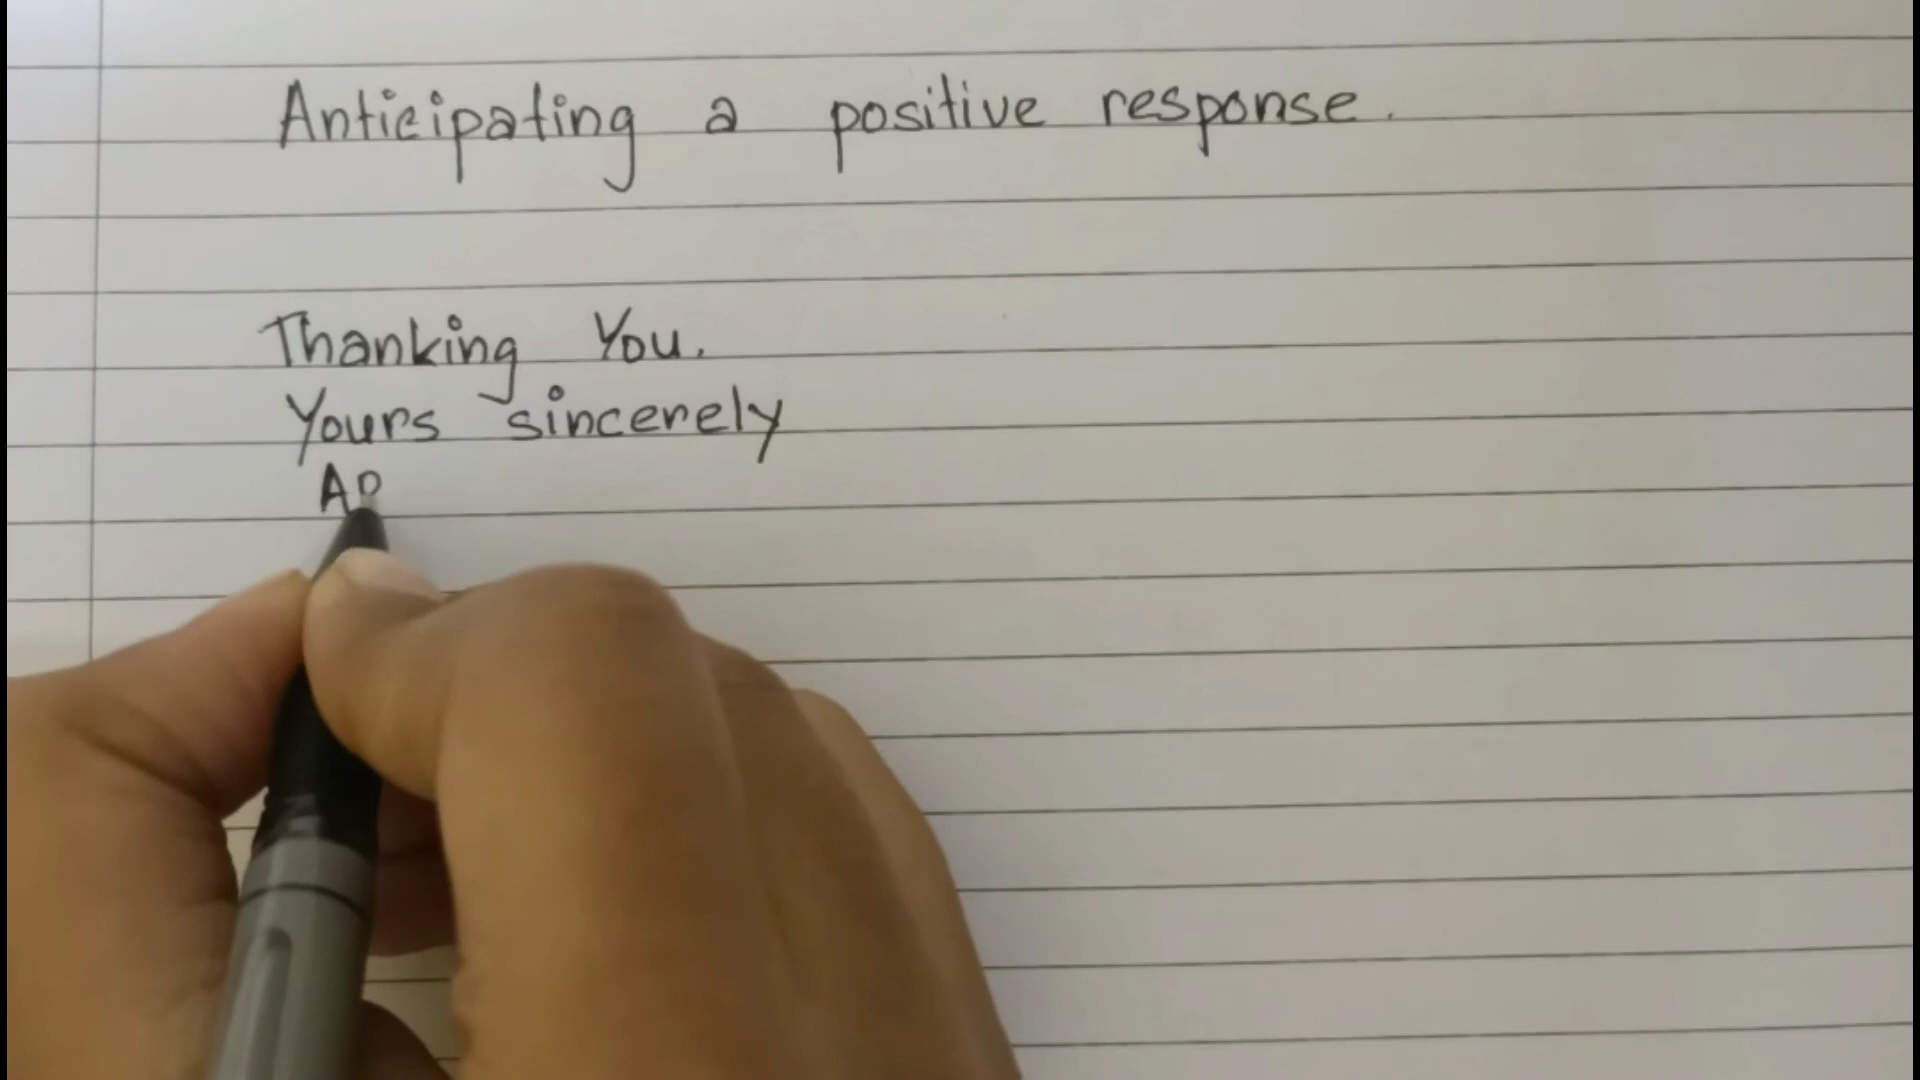 Anticipating a positive response.
Thanking You.
Yours sincerely